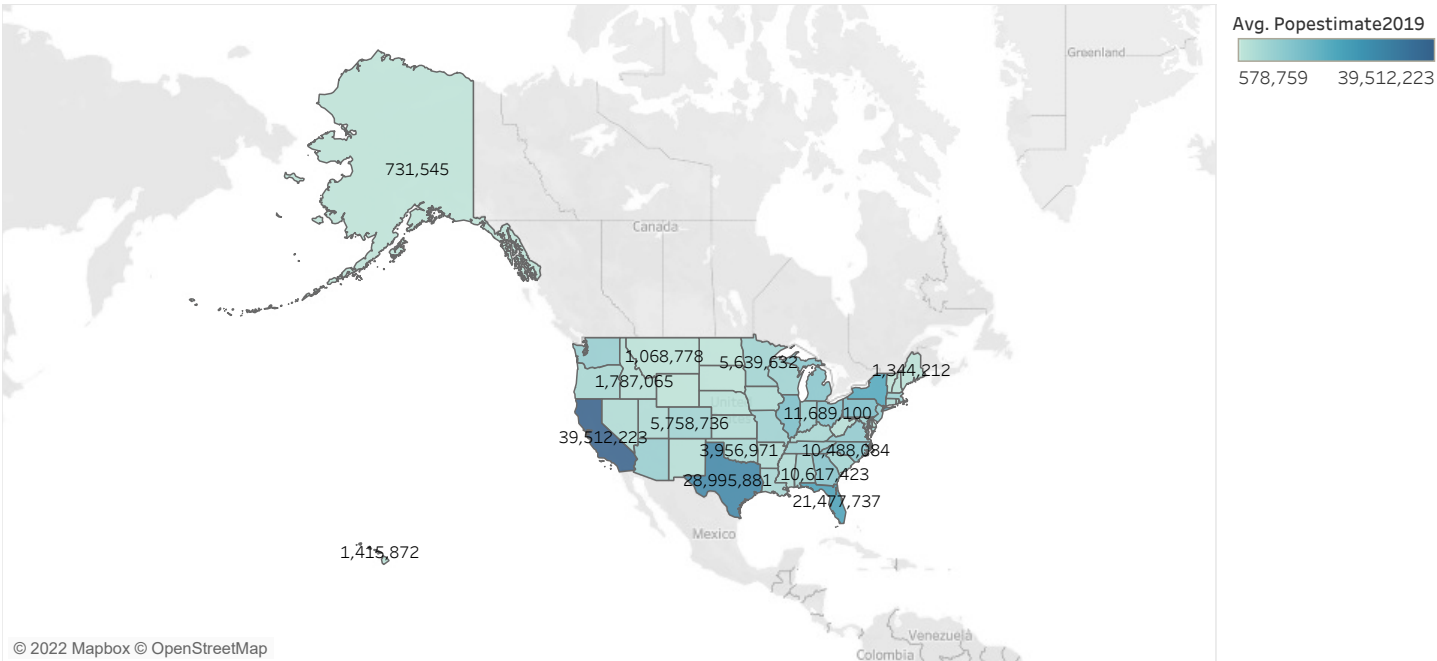 Avg. Popestimate2019
578,759 39,512,223
Greenland
731,545
Canada
1,068,778
5,639,632
1,344,212
1,787,065
United
11,689,100
5,758,736
39,512,223
3,956,971
10,488,084
10,617,423
28,995,881
21,477,737
Mexico
1,415,872
Venezuela
Colombia
© 2022 Mapbox © OpenStreetMap